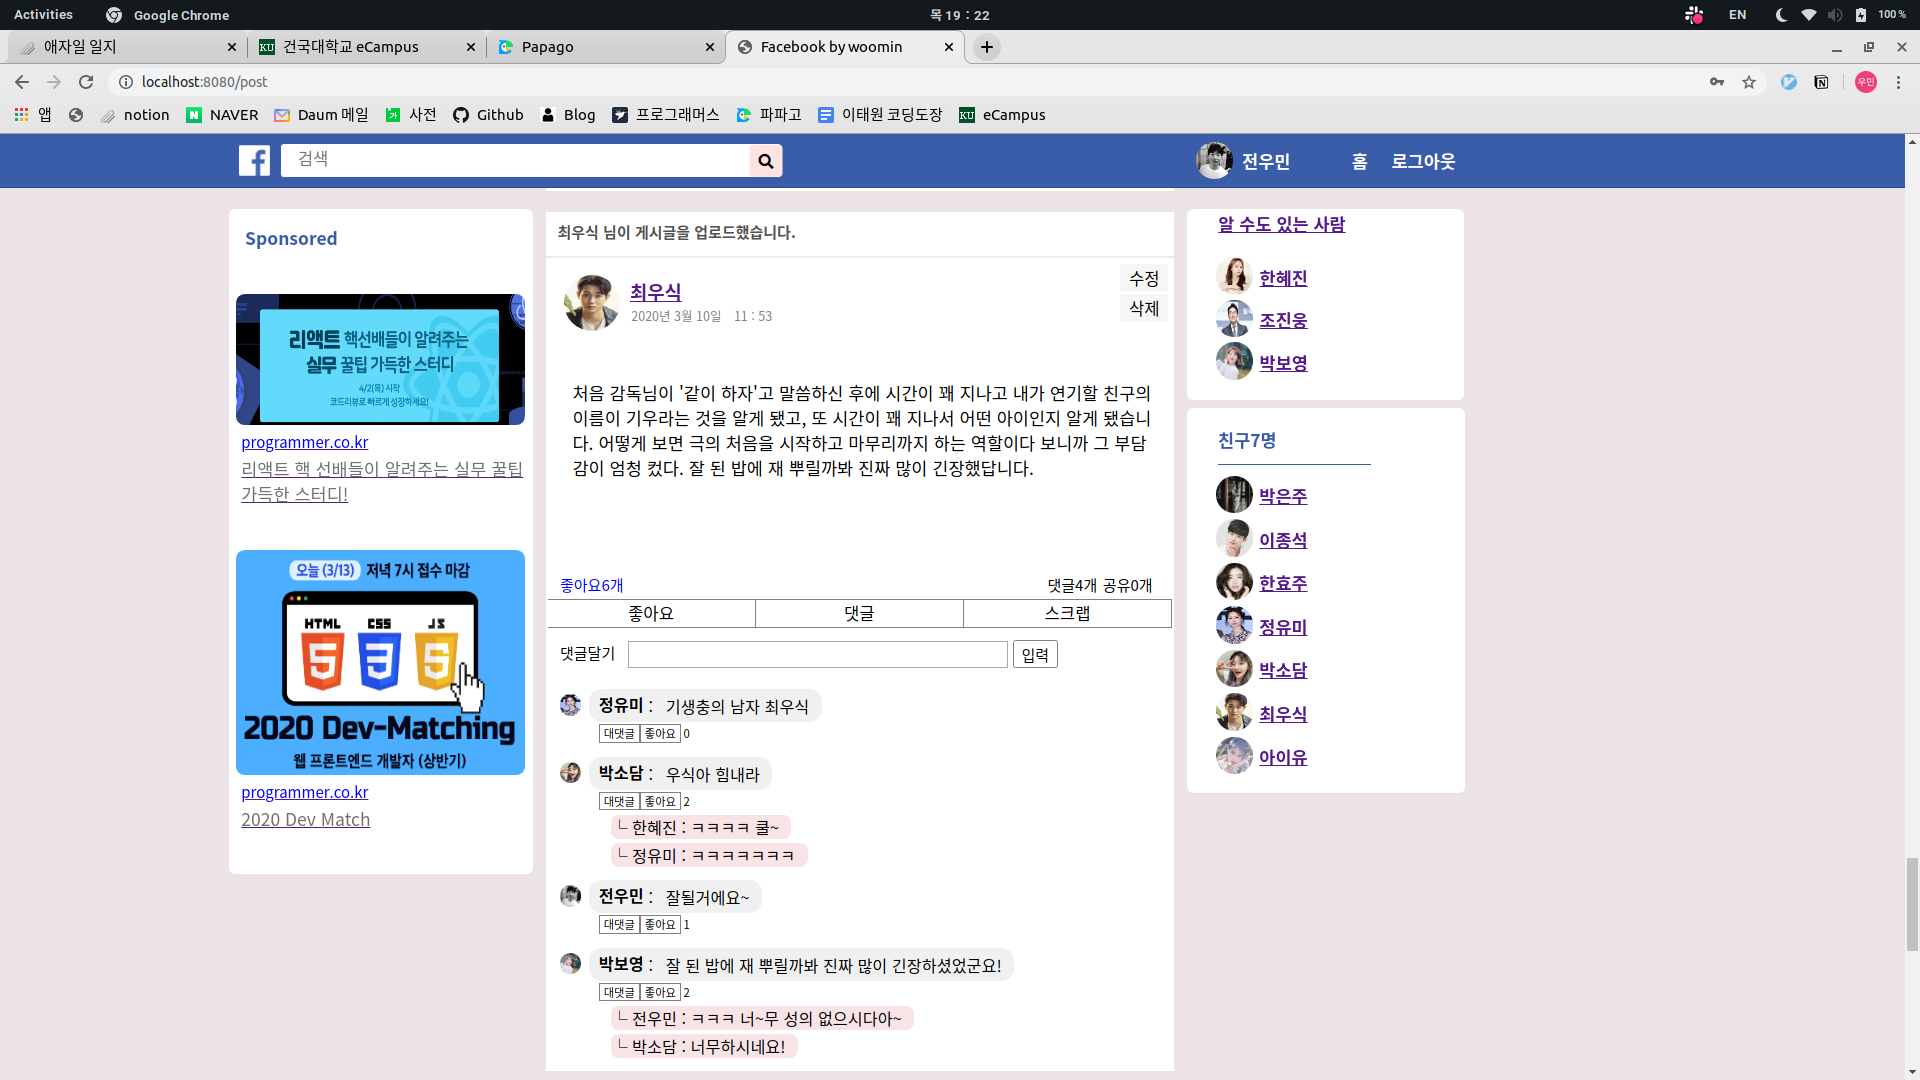 Activities
Google Chrome
목 19 : 22
EN
100 %
애자일 일지
KU
건국대학교 eCampus
Papago
Facebook by woomin
localhost:8080/post
우민
앱
notion
NAVER
Daum 메일
사전
Github
Blog
프로그래머스
파파고
이태원 코딩도장
KU
eCampus
검색
전우민
홈
로그아웃
Sponsored
리액트 핵선배들이 알려주는
실무 꿀팁 가득한 스터디
4/2(목) 시작
코드리뷰로 빠르게 성장하세요!
programmer.co.kr
리액트 핵 선배들이 알려주는 실무 꿀팁
가득한 스터디!
오늘 (3/13) 저녁 7시 접수 마감
HTML CSS JS
5 3 5
2020 Dev-Matching
웹 프론트엔드 개발자 (상반기)
programmer.co.kr
2020 Dev Match
최우식 님이 게시글을 업로드했습니다.
최우식
2020년 3월 10일 11 : 53
수정
삭제
처음 감독님이 '같이 하자'고 말씀하신 후에 시간이 꽤 지나고 내가 연기할 친구의
이름이 기우라는 것을 알게 됐고, 또 시간이 꽤 지나서 어떤 아이인지 알게 됐습니
다. 어떻게 보면 극의 처음을 시작하고 마무리까지 하는 역할이다 보니까 그 부담
감이 엄청 컸다. 잘 된 밥에 재 뿌릴까봐 진짜 많이 긴장했답니다.
좋아요6개
댓글4개 공유0개
좋아요
댓글
스크랩
댓글달기
입력
정유미 : 기생충의 남자 최우식
대댓글 좋아요 0
박소담 : 우식아 힘내라
대댓글 좋아요 2
└ 한혜진 : ㅋㅋㅋㅋ 쿨~
└ 정유미 : ㅋㅋㅋㅋㅋㅋㅋ
전우민 : 잘될거에요~
대댓글 좋아요 1
박보영 : 잘 된 밥에 재 뿌릴까봐 진짜 많이 긴장하셨었군요!
대댓글 좋아요 2
└ 전우민 : ㅋㅋㅋ 너~무 성의 없으시다아~
└ 박소담 : 너무하시네요!
알 수도 있는 사람
한혜진
조진웅
박보영
친구7명
박은주
이종석
한효주
정유미
박소담
최우식
아이유